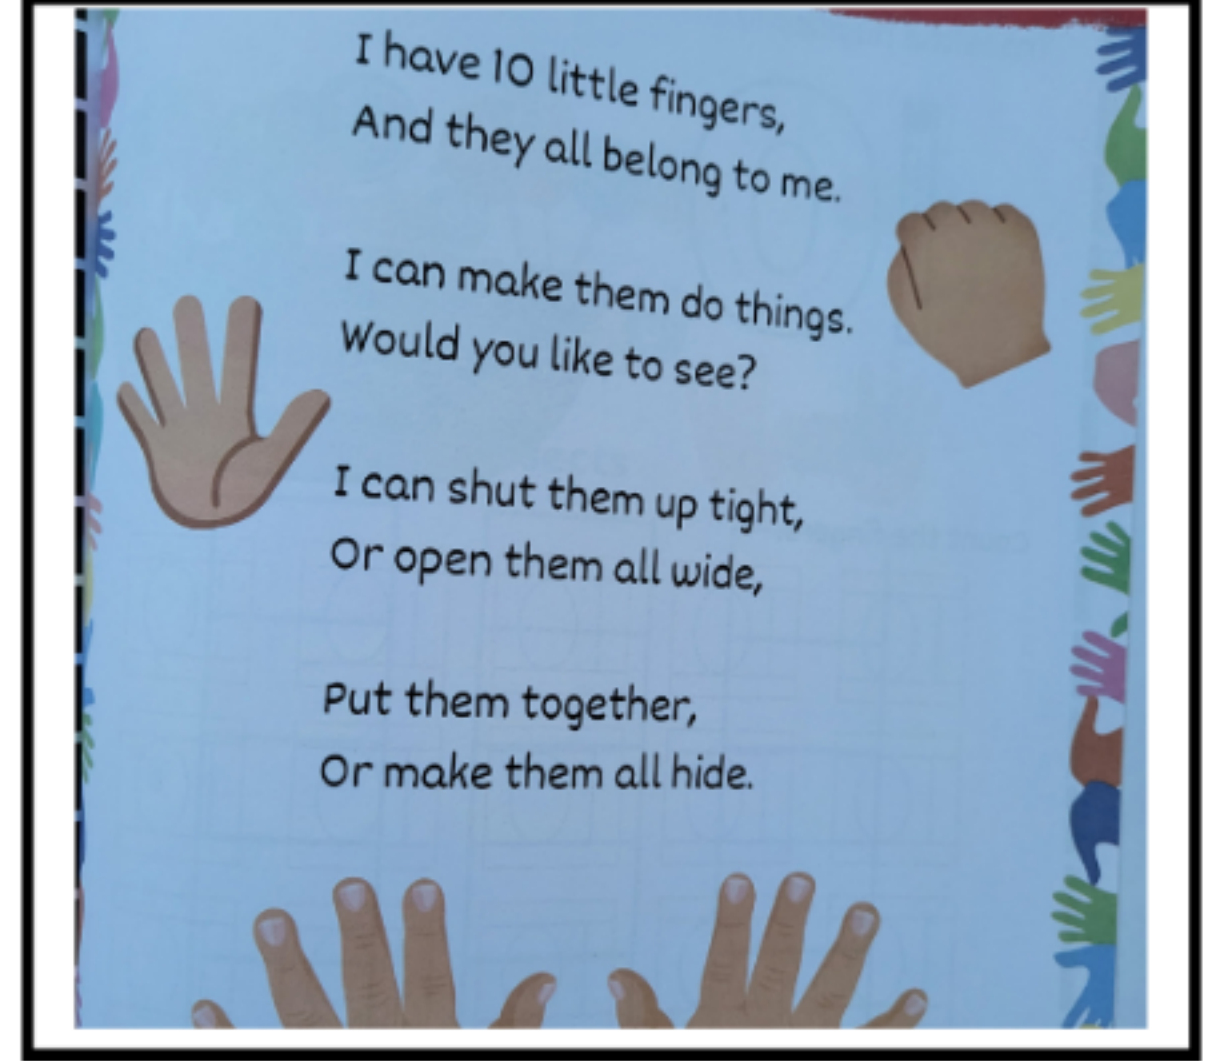 I have 10 little fingers,
And they all belong to me.
I can make them do things.
Would you like to see?
I can shut them up tight,
Or open them all wide,
Put them together,
Or make them all hide.